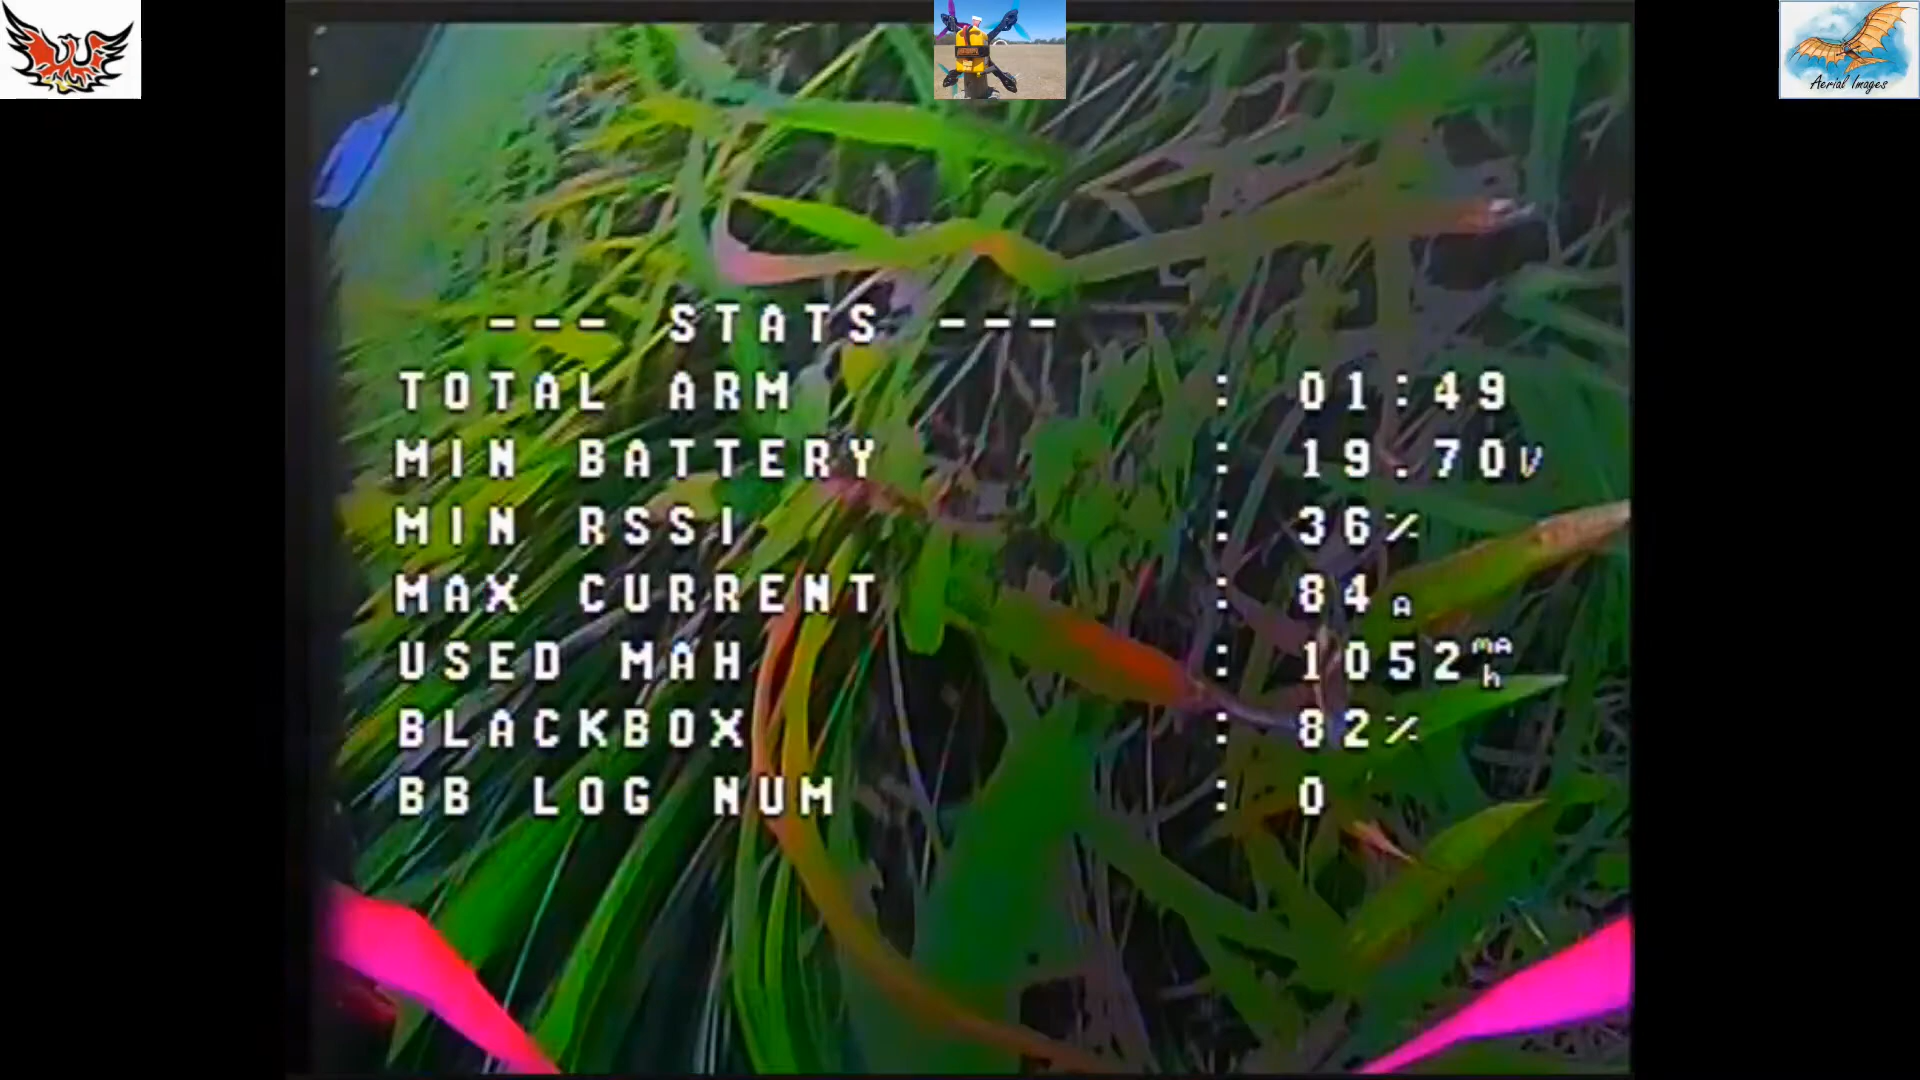 Aerial Images
--- STATS ---
TOTAL ARM : 01:49
MIN BATTERY : 19.70V
MIN RSSI : 36%
MAX CURRENT : 84A
USED MAH : 1052mAh
BLACKBOX : 82%
BB LOG NUM : 0